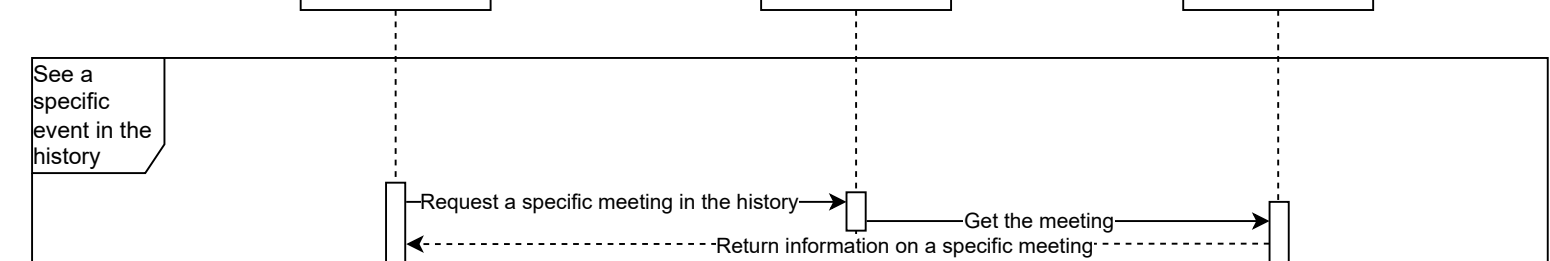 See a
specific
event in the
history
Request a specific meeting in the history
Get the meeting
Return information on a specific meeting